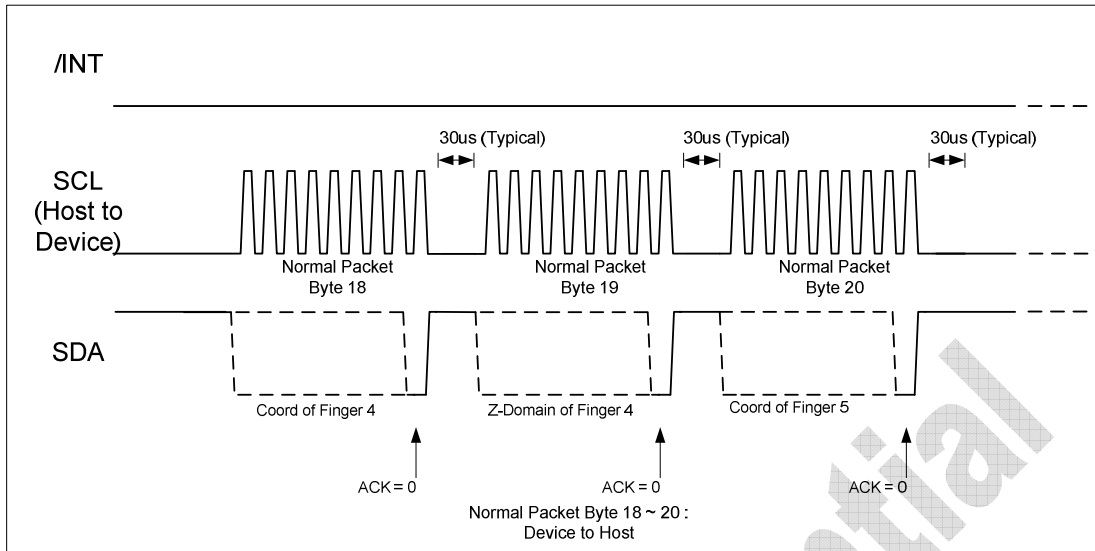 /INT
30us (Typical) 30us (Typical) 30us (Typical)
SCL
(Host to
Device)
Normal Packet
Byte 18
Normal Packet
Byte 19
Normal Packet
Byte 20
SDA
Coord of Finger 4
Z-Domain of Finger 4
Coord of Finger 5
ACK = 0 ACK = 0 ACK = 0
Normal Packet Byte 18 ~ 20 :
Device to Host
ntial